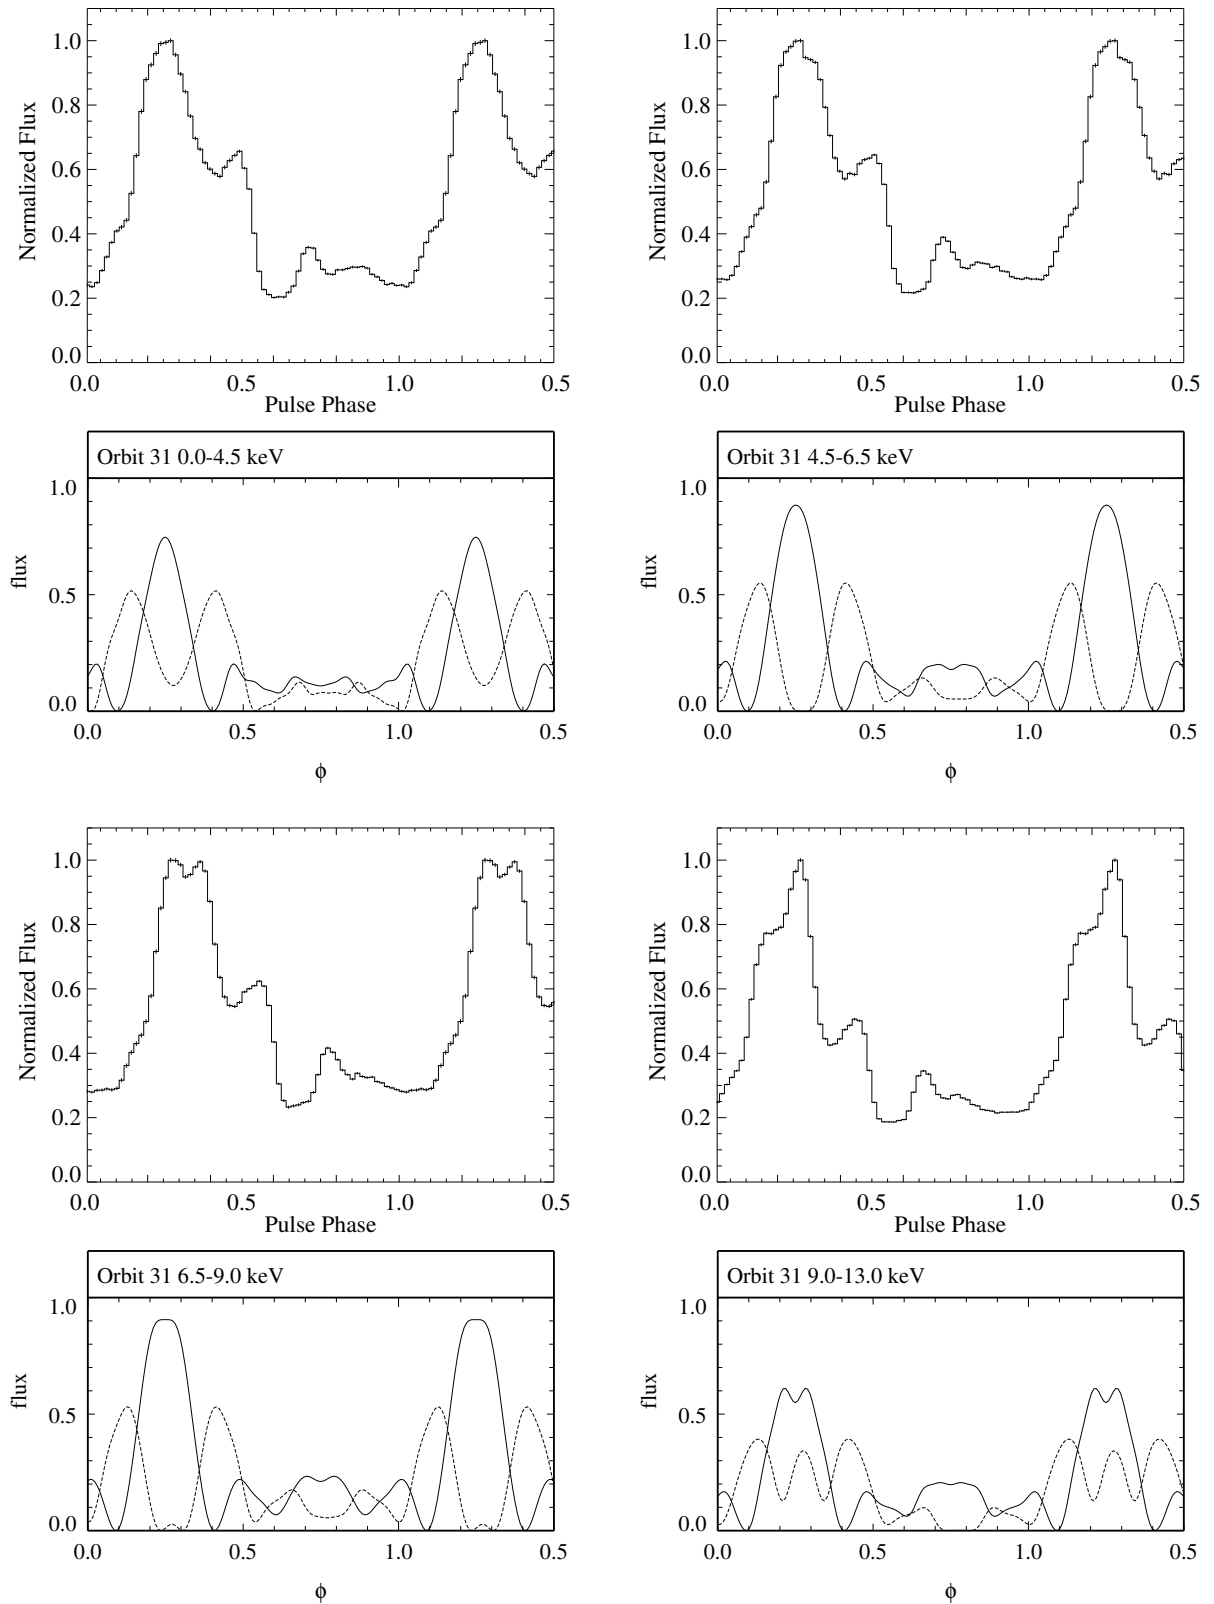 1.0 1.0
0.8 0.8
Normalized Flux Normalized Flux
0.6 0.6
0.4 0.4
0.2 0.2
0.0 0.0
0.0 0.5 1.0 0.5 0.0 0.5 1.0 0.5
Pulse Phase Pulse Phase
Orbit 31 0.0-4.5 keV Orbit 31 4.5-6.5 keV
1.0 1.0
flux flux
0.5 0.5
0.0 0.0
0.0 0.5 1.0 0.5 0.0 0.5 1.0 0.5
ϕ ϕ
1.0 1.0
0.8 0.8
Normalized Flux Normalized Flux
0.6 0.6
0.4 0.4
0.2 0.2
0.0 0.0
0.0 0.5 1.0 0.5 0.0 0.5 1.0 0.5
Pulse Phase Pulse Phase
Orbit 31 6.5-9.0 keV Orbit 31 9.0-13.0 keV
1.0 1.0
flux flux
0.5 0.5
0.0 0.0
0.0 0.5 1.0 0.5 0.0 0.5 1.0 0.5
ϕ ϕ